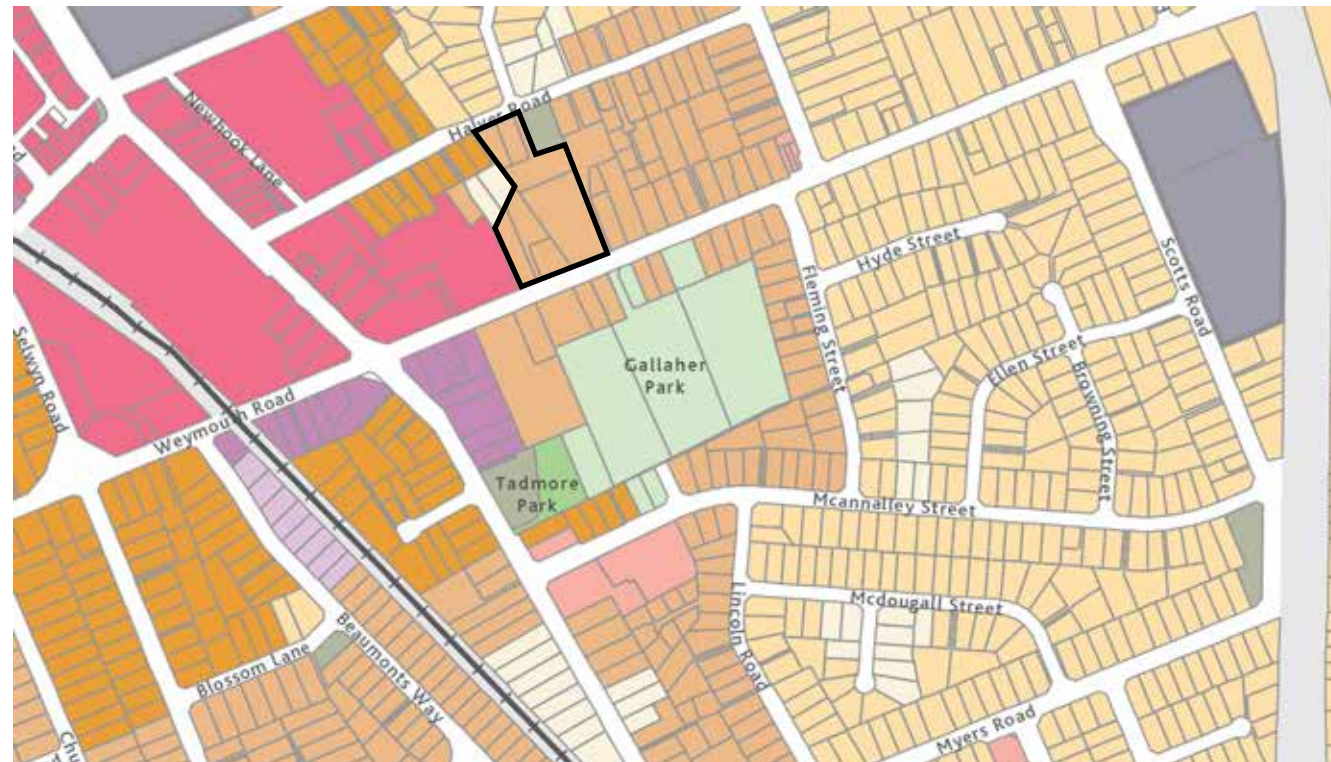 Halver Road
Newhook Lane
Hyde Street
Scotts Road
Fleming Street
Gallaher
Park
Ellen Street
Browning Street
Selwyn Road
Weymouth Road
Tadmore
Park
Mcannalley Street
Lincoln Road
Mcdougall Street
Beaumonts Way
Blossom Lane
Myers Road